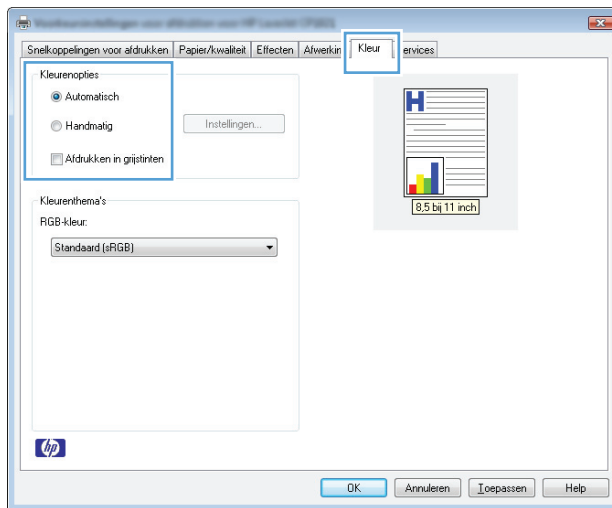 Snelkoppelingen voor afdrukken Papier/kwaliteit Effecten Afwerkin Kleur ervices
Kleurenopties
Automatisch
Handmatig
Instellingen...
Afdrukken in grijstinten
H
8,5 bij 11 inch
Kleurenthema's
RGB-kleur:
Standaard (sRGB)
hp
OK Annuleren Toepassen Help